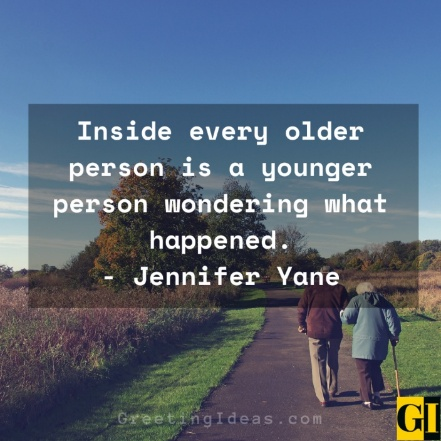 Inside every older
person is a younger
person wondering what
happened.
- Jennifer Yane
GreetingIdeas.com
GI